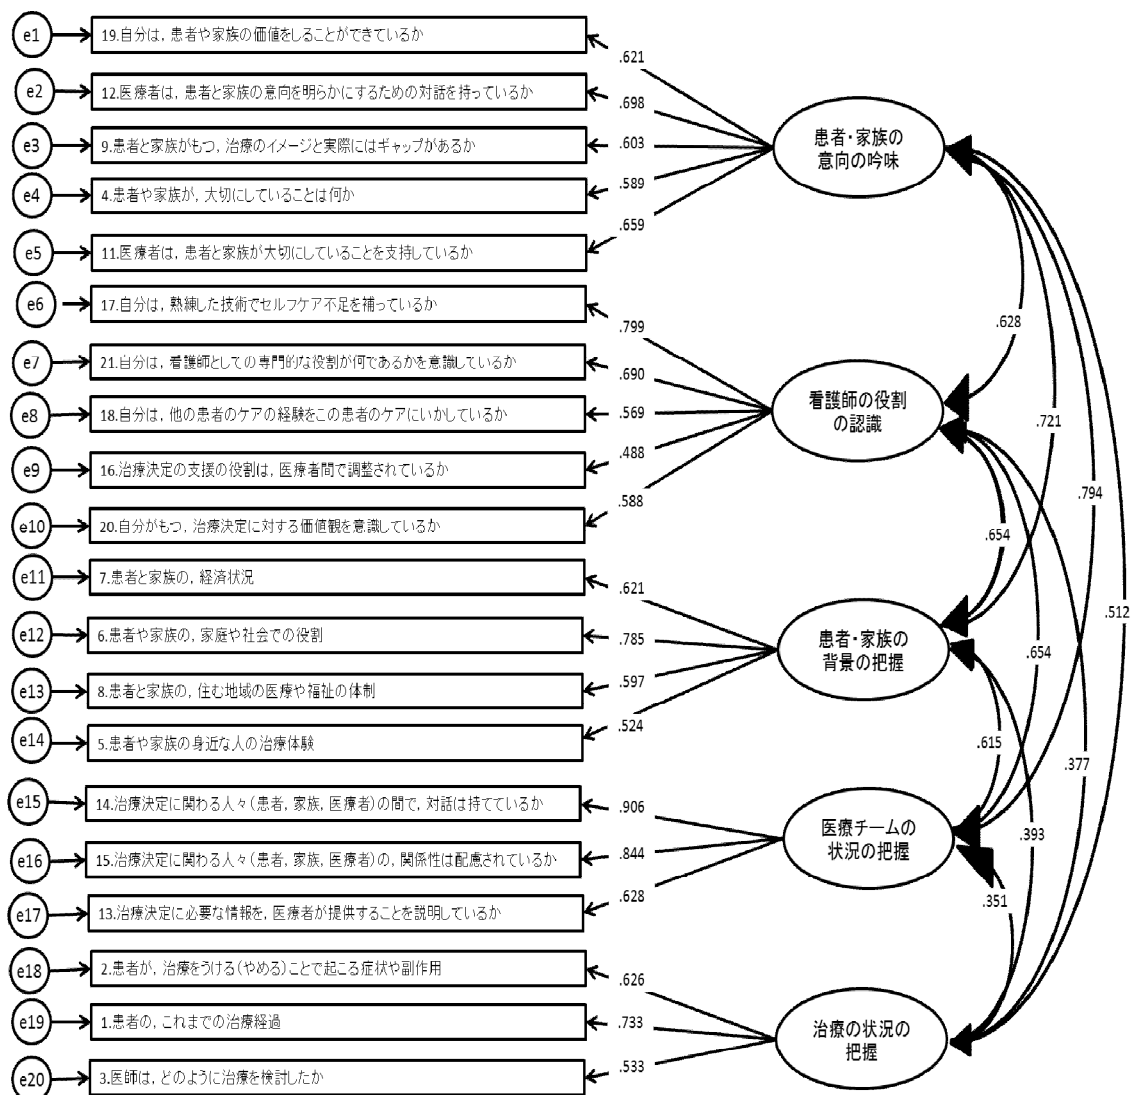 e1
19.自分は，患者や家族の価値をしることができているか
.621
e2
12.医療者は，患者と家族の意向を明らかにするための対話を持っているか
.698
e3
9.患者と家族がもつ，治療のイメージと実際にはギャップがあるか
.603
e4
4.患者や家族が，大切にしていることは何か
.589
e5
11.医療者は，患者と家族が大切にしていることを支持しているか
.659
患者・家族の
意向の吟味
e6
17.自分は，熟練した技術でセルフケア不足を補っているか
.799
e7
21.自分は，看護師としての専門的な役割が何であるかを意識しているか
.690
e8
18.自分は，他の患者のケアの経験をこの患者のケアにいかしているか
.569
e9
16.治療決定の支援の役割は，医療者間で調整されているか
.488
e10
20.自分がもつ，治療決定に対する価値観を意識しているか
.588
看護師の役割
の認識
e11
7.患者と家族の，経済状況
.621
e12
6.患者や家族の，家庭や社会での役割
.785
e13
8.患者と家族の，住む地域の医療や福祉の体制
.597
e14
5.患者や家族の身近な人の治療体験
.524
患者・家族の
背景の把握
e15
14.治療決定に関わる人々（患者，家族，医療者）の間で，対話は持てているか
.906
e16
15.治療決定に関わる人々（患者，家族，医療者）の，関係性は配慮されているか
.844
e17
13.治療決定に必要な情報を，医療者が提供することを説明しているか
.628
医療チームの
状況の把握
e18
2.患者が，治療をうける（やめる）ことで起こる症状や副作用
.626
e19
1.患者の，これまでの治療経過
.733
e20
3.医師は，どのように治療を検討したか
.533
治療の状況の
把握
.628
.721
.794
.654
.512
.654
.615
.377
.393
.351